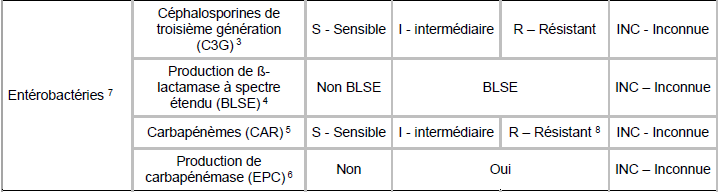 Céphalosporines de
troisième génération
(C3G) 3
S - Sensible
I - intermédiaire
R – Résistant
INC - Inconnue
Entérobactéries 7
Production de ß-
lactamase à spectre
étendu (BLSE) 4
Non BLSE
BLSE
INC – Inconnue
Carbapénèmes (CAR) 5
S - Sensible
I - intermédiaire
R – Résistant 8
INC - Inconnue
Production de
carbapénémase (EPC) 6
Non
Oui
INC – Inconnue